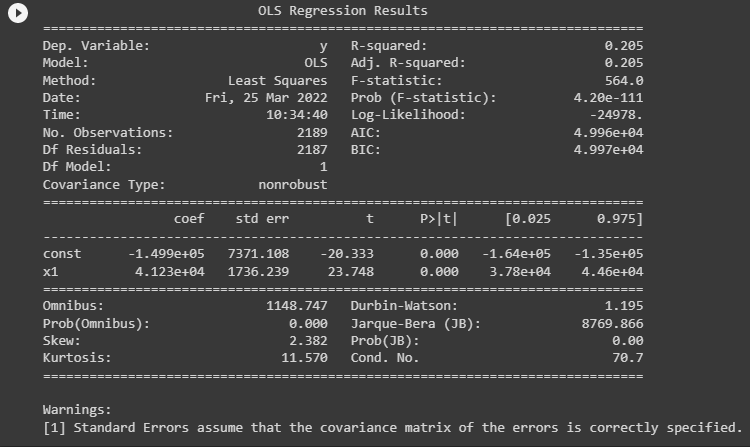 OLS Regression Results
==============================================================================
Dep. Variable: y R-squared: 0.205
Model: OLS Adj. R-squared: 0.205
Method: Least Squares F-statistic: 564.0
Date: Fri, 25 Mar 2022 Prob (F-statistic): 4.20e-111
Time: 10:34:40 Log-Likelihood: -24978.
No. Observations: 2189 AIC: 4.996e+04
Df Residuals: 2187 BIC: 4.997e+04
Df Model: 1
Covariance Type: nonrobust
==============================================================================
coef std err t P>|t| [0.025 0.975]
------------------------------------------------------------------------------
const -1.499e+05 7371.108 -20.333 0.000 -1.64e+05 -1.35e+05
x1 4.123e+04 1736.239 23.748 0.000 3.78e+04 4.46e+04
==============================================================================
Omnibus: 1148.747 Durbin-Watson: 1.195
Prob(Omnibus): 0.000 Jarque-Bera (JB): 8769.866
Skew: 2.382 Prob(JB): 0.00
Kurtosis: 11.570 Cond. No. 70.7
==============================================================================
Warnings:
[1] Standard Errors assume that the covariance matrix of the errors is correctly specified.